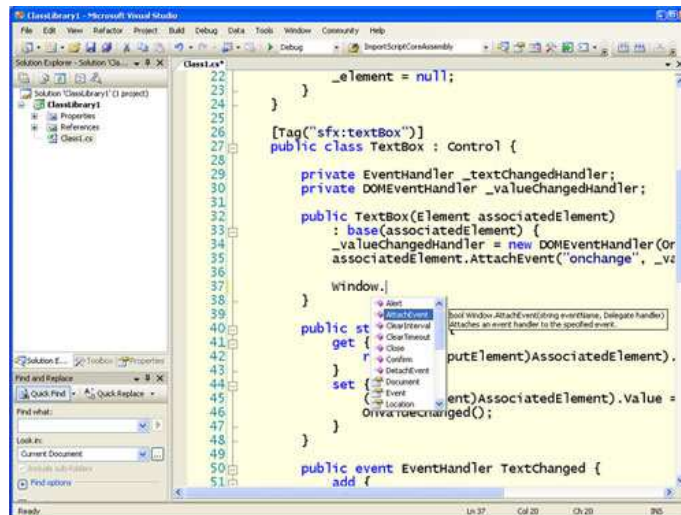 ClassLibrary1 - Microsoft Visual Studio
File Edit View Refactor Project Build Debug Data Tools Window Community Help
Debug ImportScriptCoreAssembly
Solution Explorer - Solution 'Cla...
Solution 'ClassLibrary1' (1 project)
ClassLibrary1
Properties
References
Class1.cs
Solution E... Toolbox Properties
Find and Replace
Quick Find Quick Replace
Find what:
Look in:
Current Document
Include sub-folders
Find options
Class1.cs*
22 _element = null;
23 }
24 }
25
26 [Tag("sfx:textBox")]
27 public class TextBox : Control {
28
29 private EventHandler _textChangedHandler;
30 private DOMEventHandler _valueChangedHandler;
31
32 public TextBox(Element associatedElement)
33 : base(associatedElement) {
34 _valueChangedHandler = new DOMEventHandler(On
35 associatedElement.AttachEvent("onchange", _va
36
37 Window.
38 }
39
40 public st {
41 get {
42 r putElement)AssociatedElement).
43 }
44 set {
45 ( ent)AssociatedElement).Value =
46 OnValueChanged();
47 }
48 }
49
50 public event EventHandler TextChanged {
51 add {
Alert
AttachEvent
ClearInterval
ClearTimeout
Close
Confirm
DetachEvent
Document
Event
Location
bool Window.AttachEvent(string eventName, Delegate handler)
Attaches an event handler to the specified event.
Ready Ln 37 Col 20 Ch 20 INS